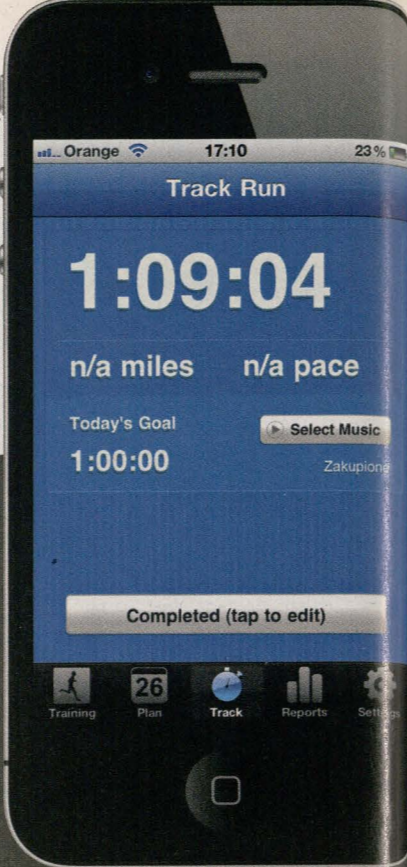 Orange 17:10 23%
Track Run
1:09:04
n/a miles n/a pace
Today's Goal
Select Music
1:00:00
Zakupione
Completed (tap to edit)
26
Training Plan Track Reports Settings